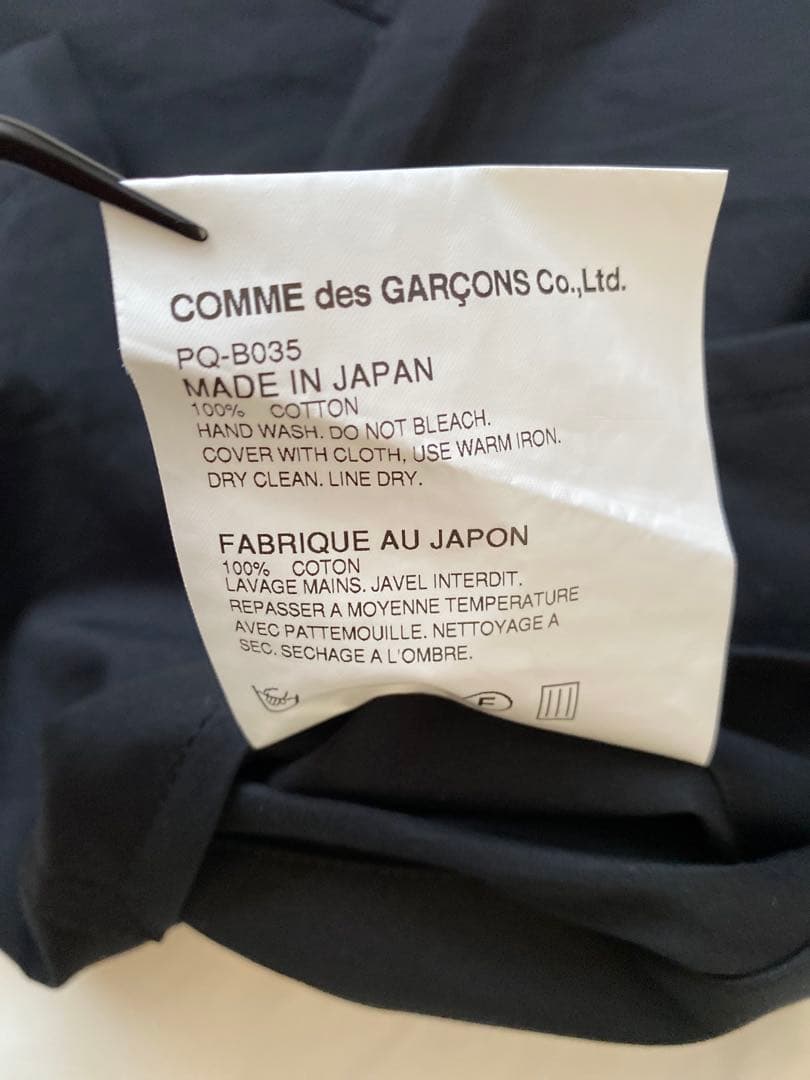 COMME des GARÇONS Co.,Ltd.
PQ-B035
MADE IN JAPAN
100% COTTON
HAND WASH. DO NOT BLEACH.
COVER WITH CLOTH, USE WARM IRON.
DRY CLEAN. LINE DRY.
FABRIQUE AU JAPON
100% COTON
LAVAGE MAINS. JAVEL INTERDIT.
REPASSER A MOYENNE TEMPERATURE
AVEC PATTEMOUILLE. NETTOYAGE A
SEC. SECHAGE A L'OMBRE.
F